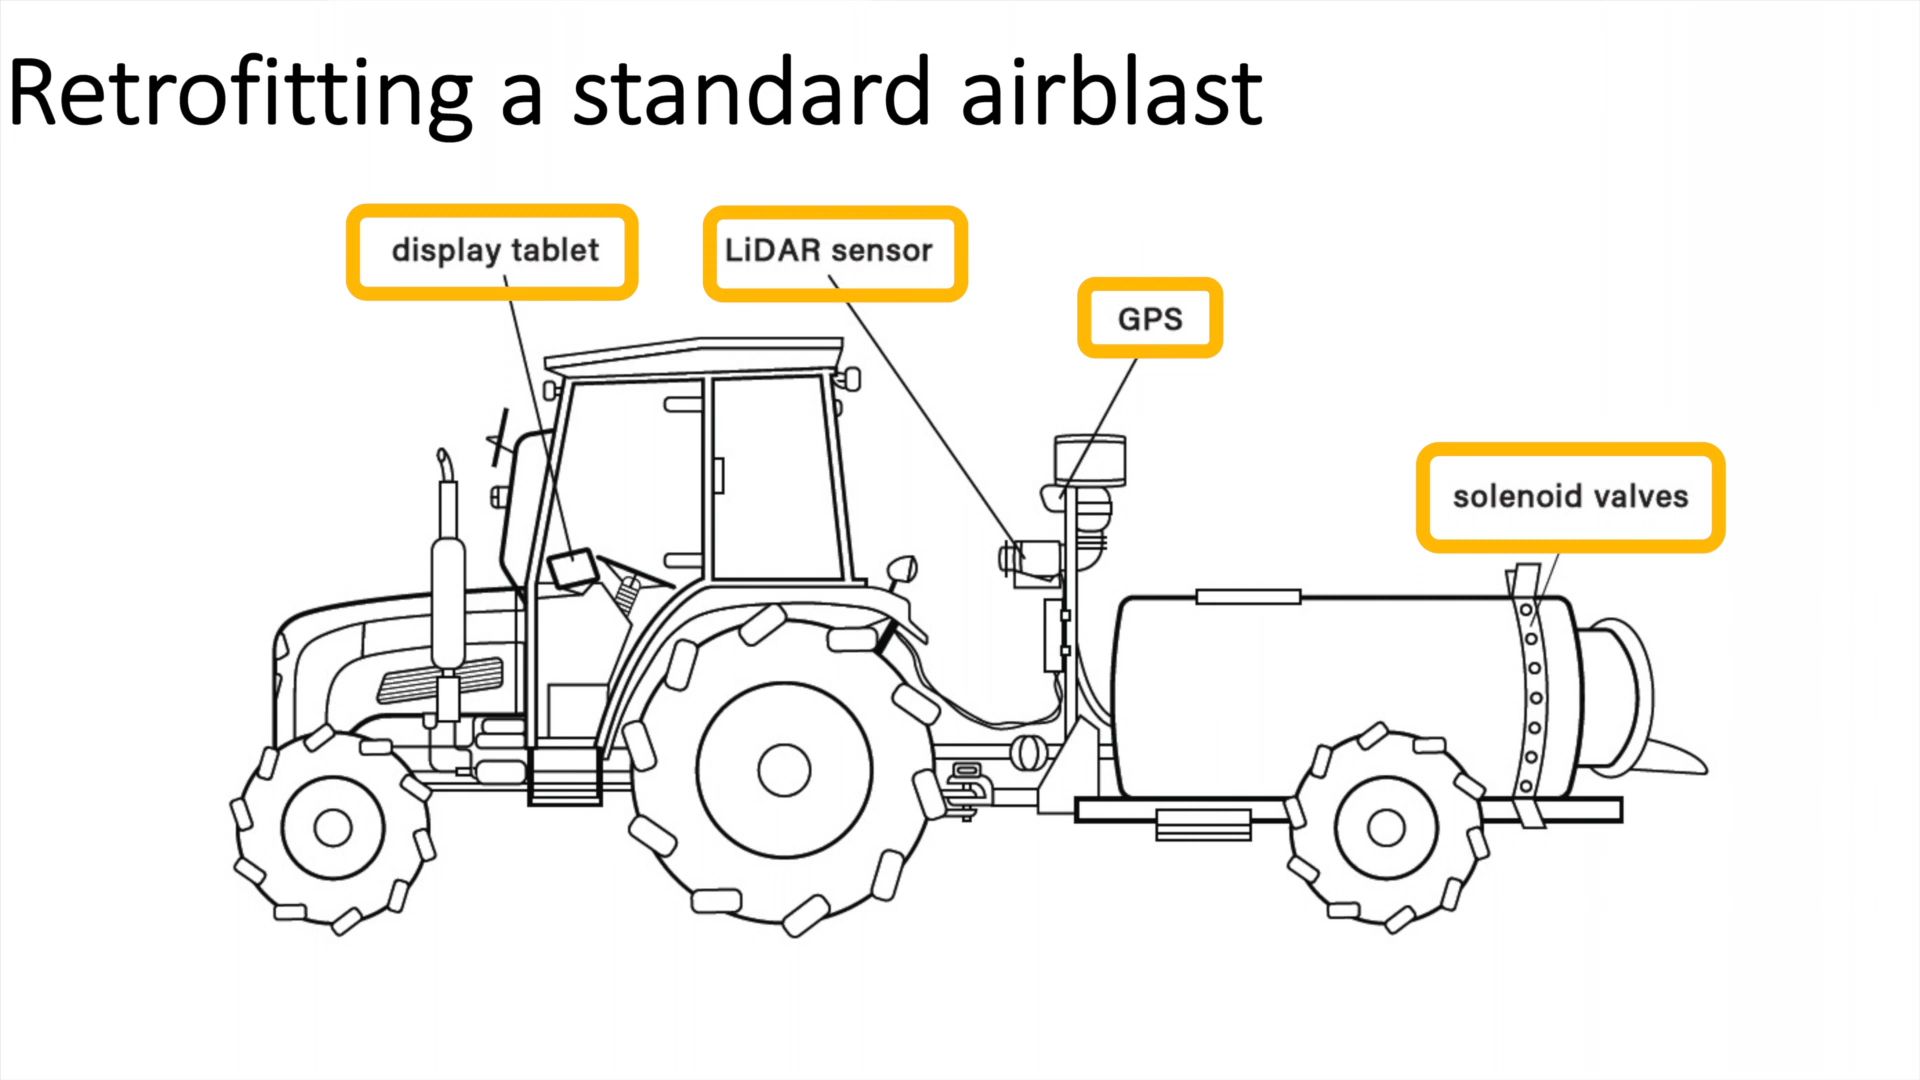 Retrofitting a standard airblast
display tablet
LiDAR sensor
GPS
solenoid valves